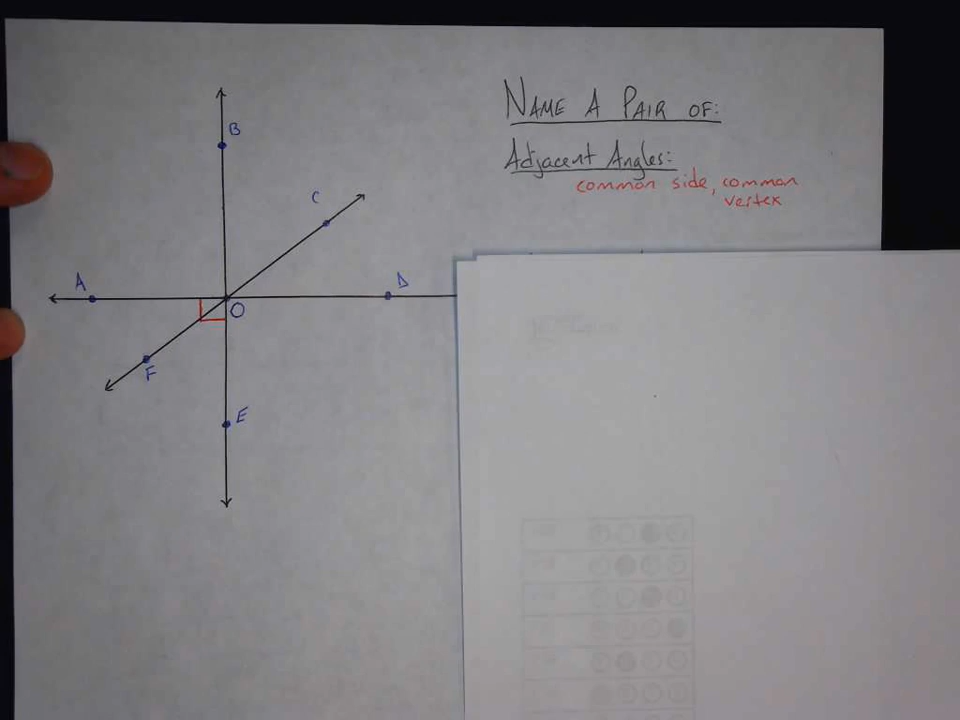 NAME A PAIR OF:
Adjacent Angles:
common side, common
vertex
B
C
A
D
O
F
E